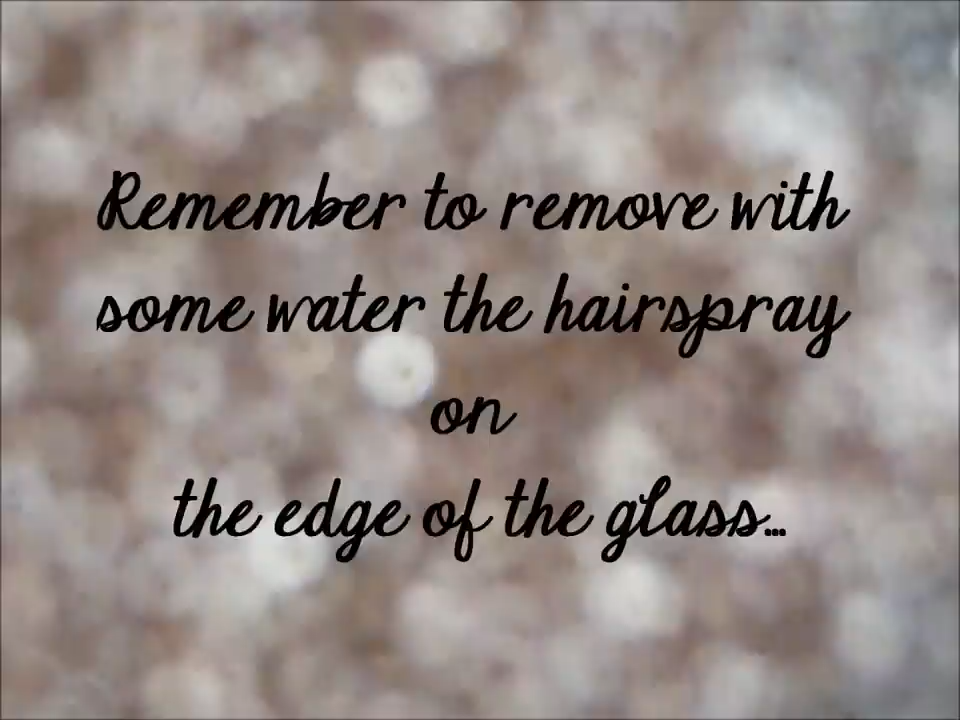 Remember to remove with
some water the hairspray
on
the edge of the glass...